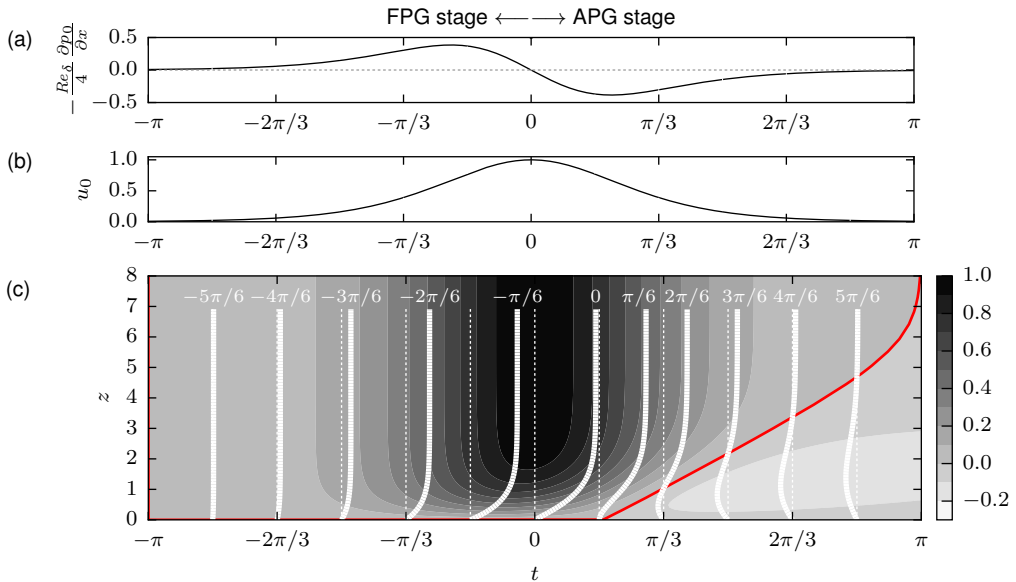 FPG stage ←→ APG stage
(a)
− Re_δ/4 ∂p_0/∂x
0.5
0.0
−0.5
−π −2π/3 −π/3 0 π/3 2π/3 π
(b)
u_0
1.0
0.5
0.0
−π −2π/3 −π/3 0 π/3 2π/3 π
(c)
z
8
7
6
5
4
3
2
1
0
−5π/6 −4π/6 −3π/6 −2π/6 −π/6 0 π/6 2π/6 3π/6 4π/6 5π/6
−π −2π/3 −π/3 0 π/3 2π/3 π
t
1.0
0.8
0.6
0.4
0.2
0.0
−0.2